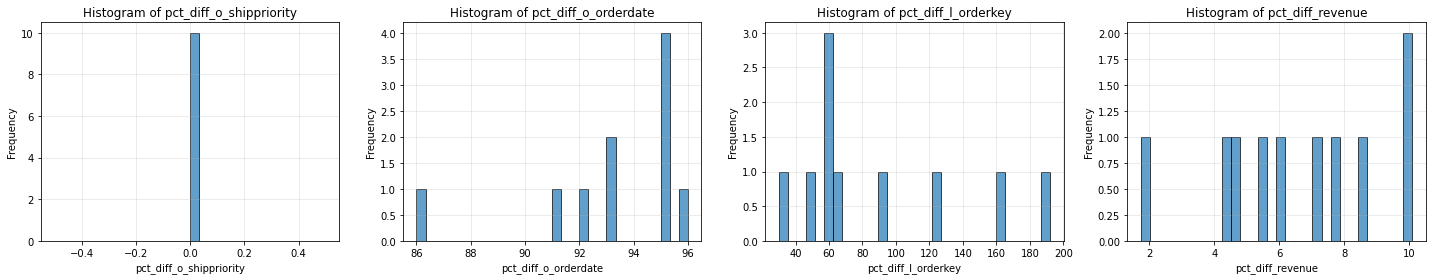 Histogram of pct_diff_o_shippriority
10
8
6
4
2
0
Frequency
−0.4 −0.2 0.0 0.2 0.4
pct_diff_o_shippriority
Histogram of pct_diff_o_orderdate
4.0
3.5
3.0
2.5
2.0
1.5
1.0
0.5
0.0
Frequency
86 88 90 92 94 96
pct_diff_o_orderdate
Histogram of pct_diff_l_orderkey
3.0
2.5
2.0
1.5
1.0
0.5
0.0
Frequency
40 60 80 100 120 140 160 180 200
pct_diff_l_orderkey
Histogram of pct_diff_revenue
2.00
1.75
1.50
1.25
1.00
0.75
0.50
0.25
0.00
Frequency
2 4 6 8 10
pct_diff_revenue